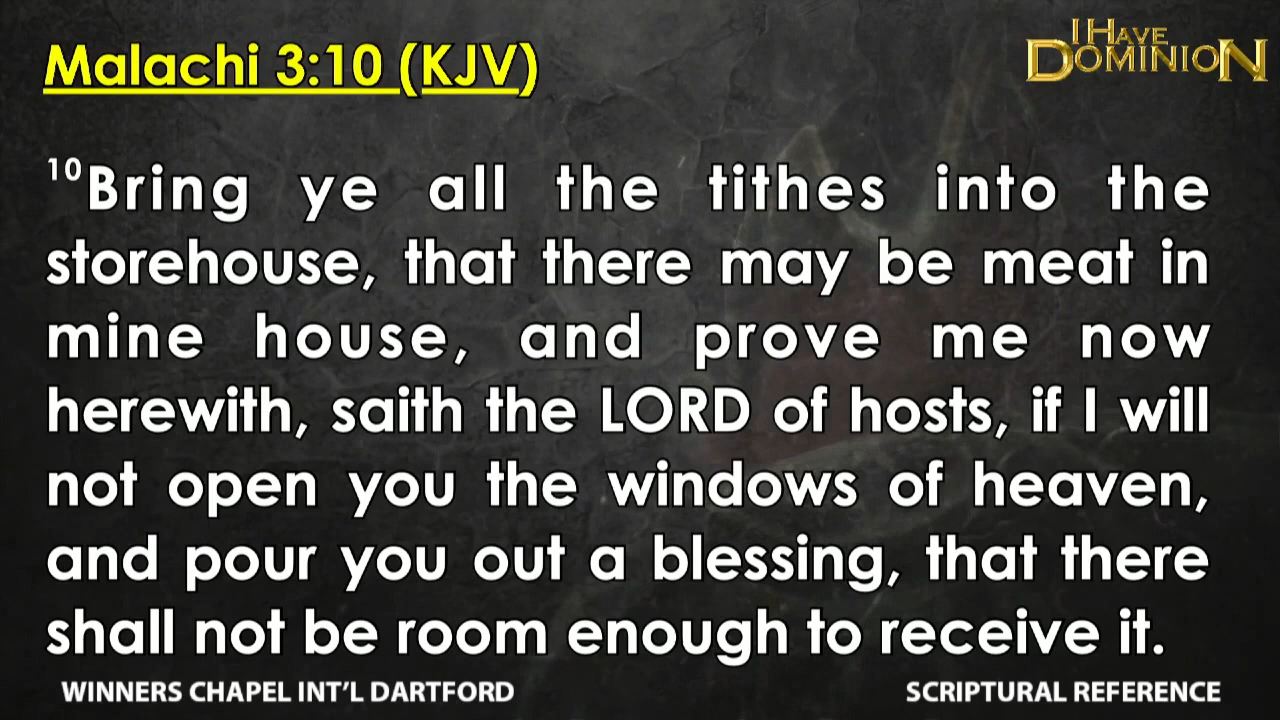 Malachi 3:10 (KJV)
I HAVE
DOMINION
10Bring ye all the tithes into the
storehouse, that there may be meat in
mine house, and prove me now
herewith, saith the LORD of hosts, if I will
not open you the windows of heaven,
and pour you out a blessing, that there
shall not be room enough to receive it.
WINNERS CHAPEL INT'L DARTFORD
SCRIPTURAL REFERENCE